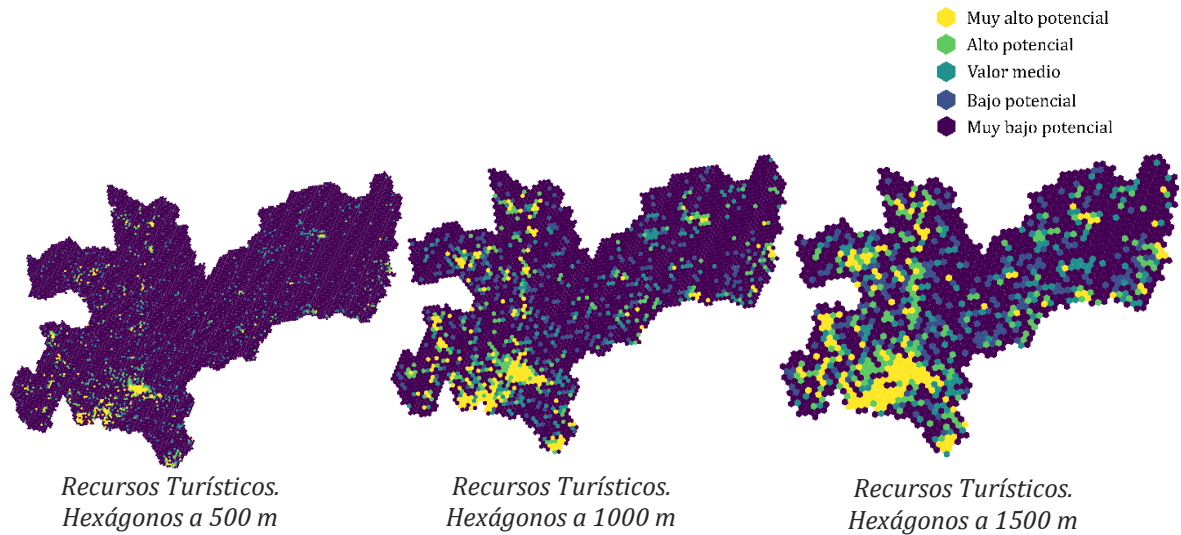 Muy alto potencial
Alto potencial
Valor medio
Bajo potencial
Muy bajo potencial
Recursos Turísticos.
Hexágonos a 500 m
Recursos Turísticos.
Hexágonos a 1000 m
Recursos Turísticos.
Hexágonos a 1500 m